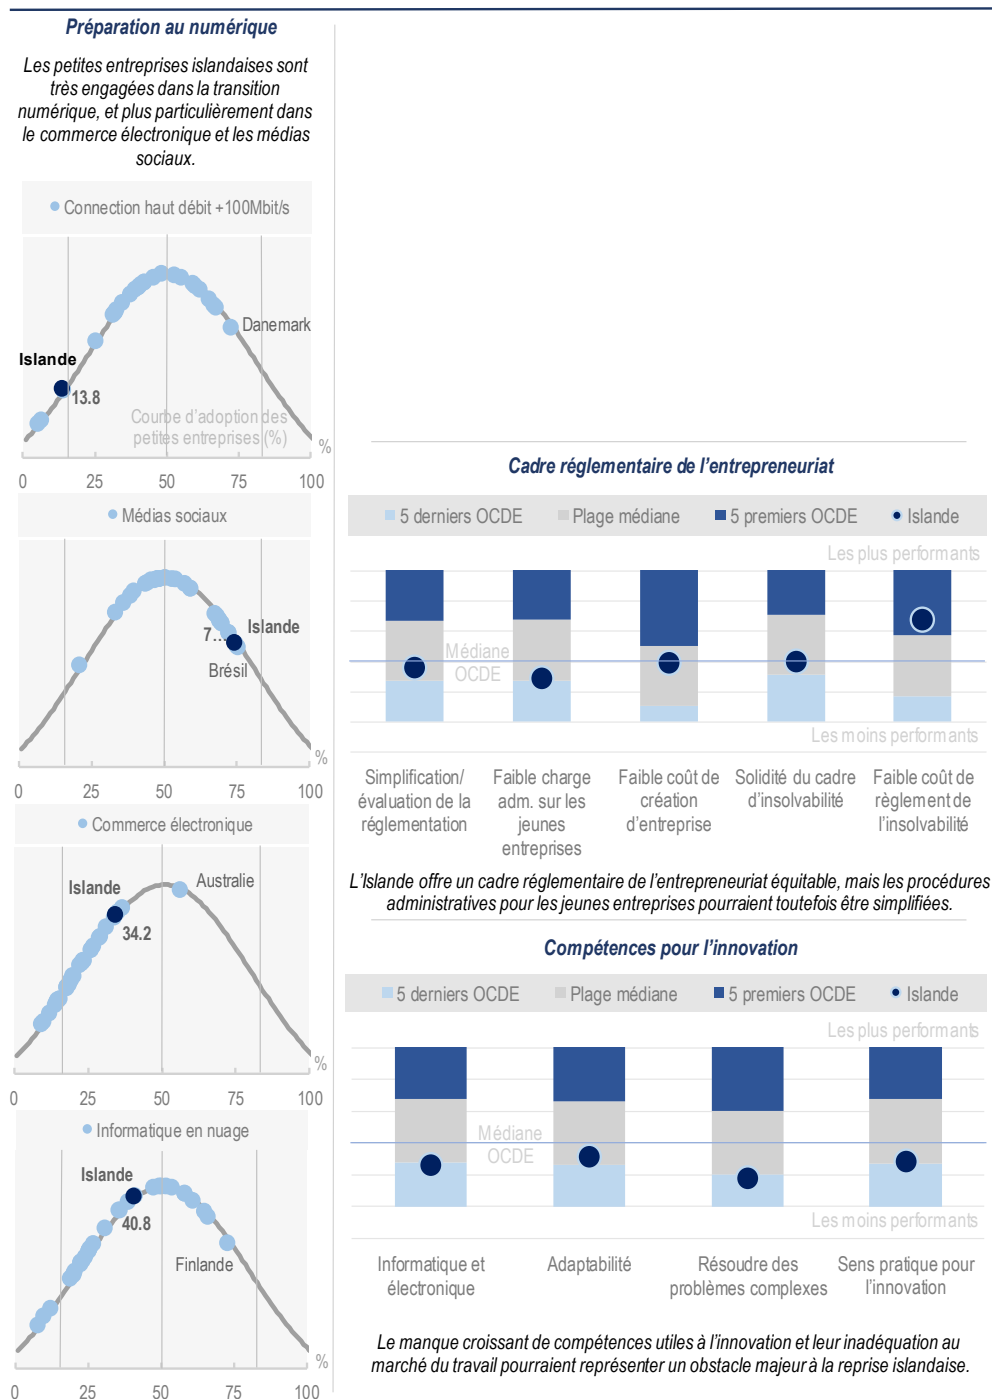 Préparation au numérique
Les petites entreprises islandaises sont
très engagées dans la transition
numérique, et plus particulièrement dans
le commerce électronique et les médias
sociaux.
Connection haut débit +100Mbit/s
Danemark
Islande
13.8
Courbe d'adoption des
petites entreprises (%)
%
0 25 50 75 100
Médias sociaux
7... Islande
Brésil
%
0 25 50 75 100
Commerce électronique
Islande
Australie
34.2
%
0 25 50 75 100
Informatique en nuage
Islande
40.8
Finlande
%
0 25 50 75 100
Cadre réglementaire de l'entrepreneuriat
5 derniers OCDE Plage médiane 5 premiers OCDE Islande
Les plus performants
Médiane
OCDE
Les moins performants
Simplification/
évaluation de la
réglementation
Faible charge
adm. sur les
jeunes
entreprises
Faible coût de
création
d'entreprise
Solidité du cadre
d'insolvabilité
Faible coût de
règlement de
l'insolvabilité
L'Islande offre un cadre réglementaire de l'entrepreneuriat équitable, mais les procédures
administratives pour les jeunes entreprises pourraient toutefois être simplifiées.
Compétences pour l'innovation
5 derniers OCDE Plage médiane 5 premiers OCDE Islande
Les plus performants
Médiane
OCDE
Les moins performants
Informatique et
électronique
Adaptabilité
Résoudre des
problèmes complexes
Sens pratique pour
l'innovation
Le manque croissant de compétences utiles à l'innovation et leur inadéquation au
marché du travail pourraient représenter un obstacle majeur à la reprise islandaise.